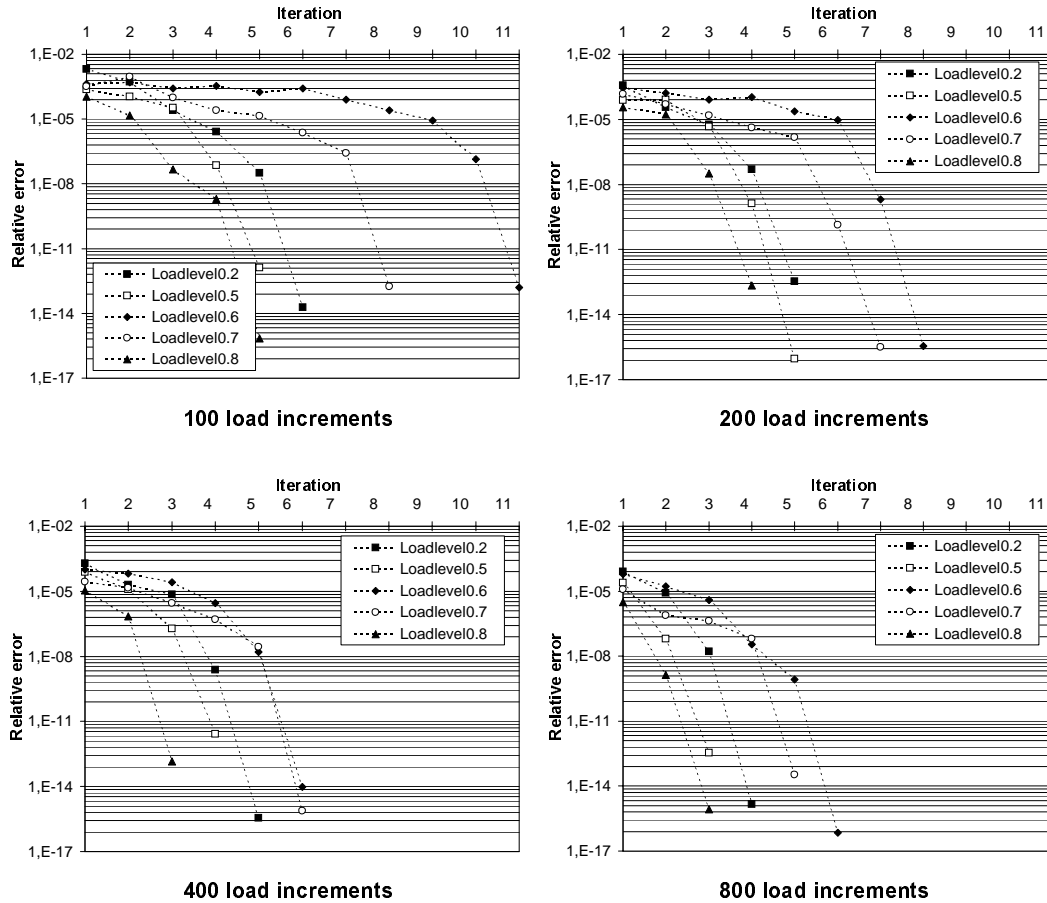 Iteration
1 2 3 4 5 6 7 8 9 10 11
1,E-02
1,E-05
1,E-08
1,E-11
1,E-14
1,E-17
Relative error
Loadlevel0.2
Loadlevel0.5
Loadlevel0.6
Loadlevel0.7
Loadlevel0.8
100 load increments
Iteration
1 2 3 4 5 6 7 8 9 10 11
1,E-02
1,E-05
1,E-08
1,E-11
1,E-14
1,E-17
Relative error
Loadlevel0.2
Loadlevel0.5
Loadlevel0.6
Loadlevel0.7
Loadlevel0.8
200 load increments
Iteration
1 2 3 4 5 6 7 8 9 10 11
1,E-02
1,E-05
1,E-08
1,E-11
1,E-14
1,E-17
Relative error
Loadlevel0.2
Loadlevel0.5
Loadlevel0.6
Loadlevel0.7
Loadlevel0.8
400 load increments
Iteration
1 2 3 4 5 6 7 8 9 10 11
1,E-02
1,E-05
1,E-08
1,E-11
1,E-14
1,E-17
Relative error
Loadlevel0.2
Loadlevel0.5
Loadlevel0.6
Loadlevel0.7
Loadlevel0.8
800 load increments